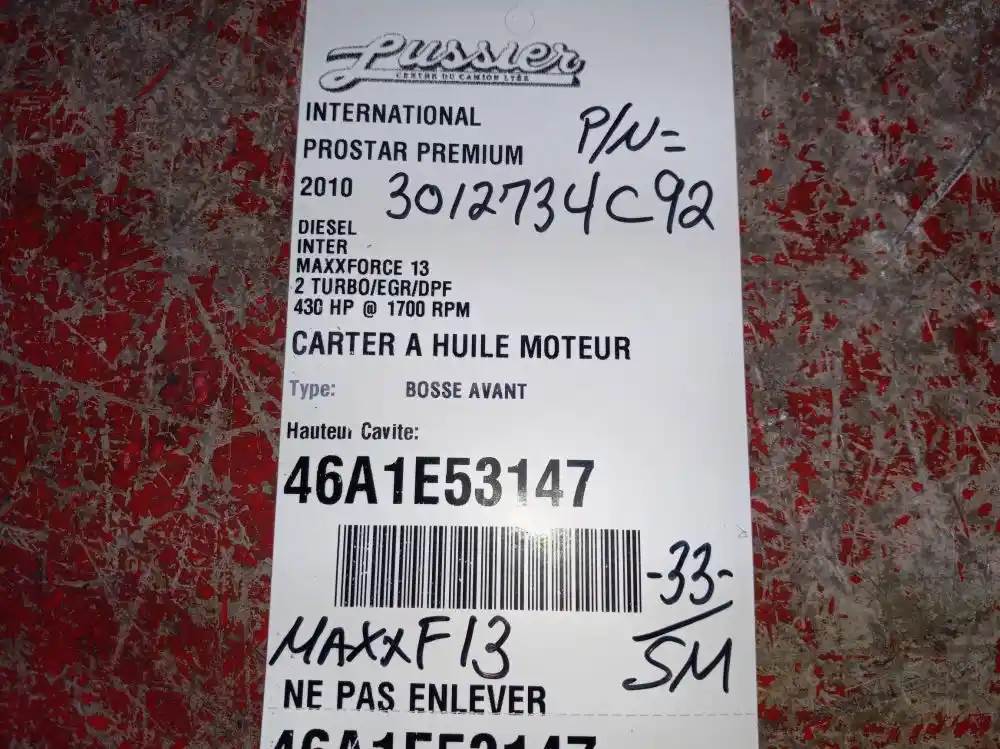 Lussier
CENTRE DU CAMION LTÉE
INTERNATIONAL
P/N=
PROSTAR PREMIUM
2010 3012734C92
DIESEL
INTER
MAXXFORCE 13
2 TURBO/EGR/DPF
430 HP @ 1700 RPM
CARTER A HUILE MOTEUR
Type: BOSSE AVANT
Hauteur Cavite:
46A1E53147
-33-
SM
MAXXF13
NE PAS ENLEVER
46A1E53147